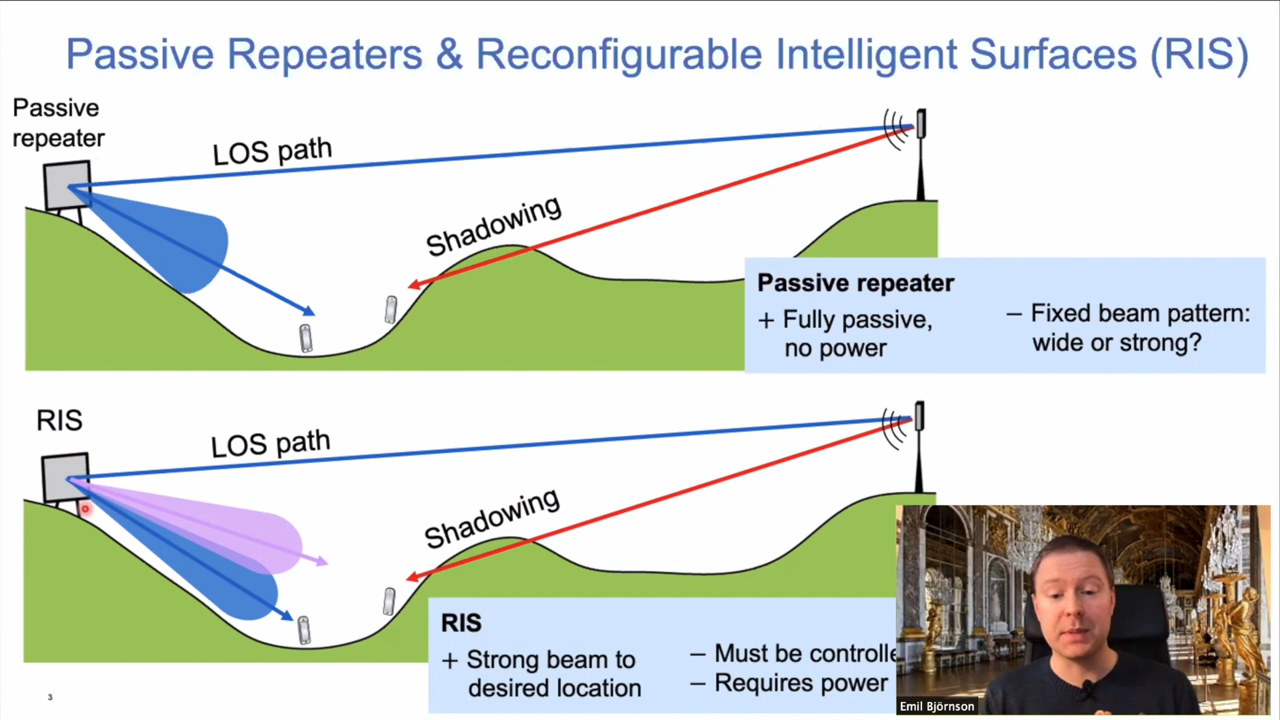 Passive Repeaters & Reconfigurable Intelligent Surfaces (RIS)
Passive
repeater
LOS path
Shadowing
Passive repeater
+ Fully passive,
no power
– Fixed beam pattern:
wide or strong?
RIS
LOS path
Shadowing
RIS
+ Strong beam to
desired location
– Must be controlle
– Requires power
3
Emil Björnson